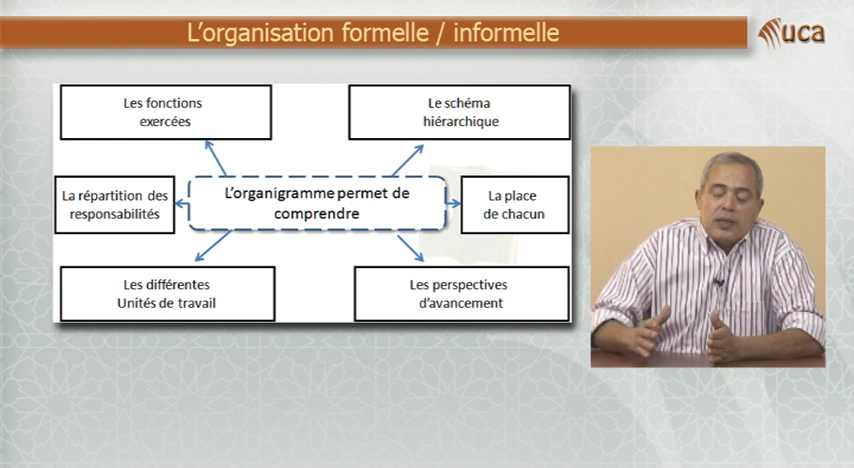 L'organisation formelle / informelle
uca
Les fonctions
exercées
Le schéma
hiérarchique
La répartition des
responsabilités
L'organigramme permet de
comprendre
La place
de chacun
Les différentes
Unités de travail
Les perspectives
d'avancement